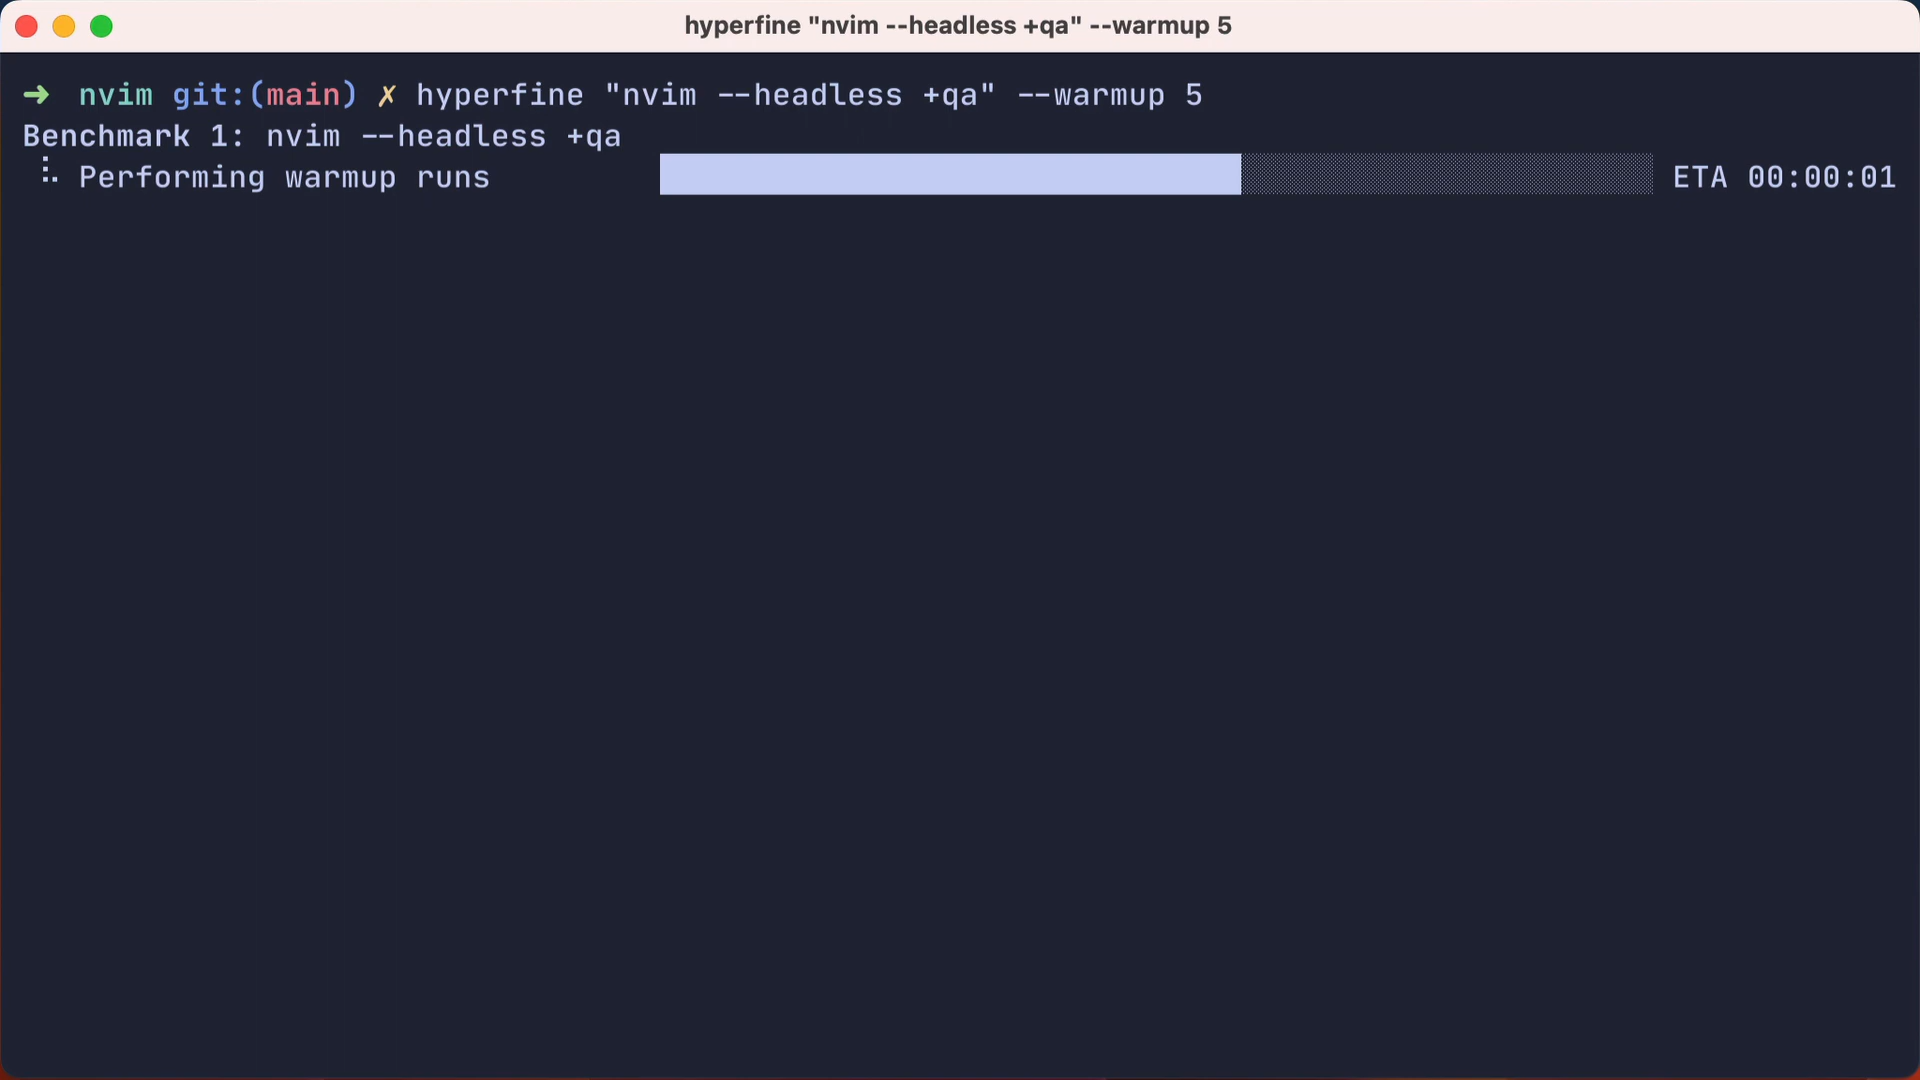 hyperfine "nvim --headless +qa" --warmup 5
➜ nvim git:(main) ✗ hyperfine "nvim --headless +qa" --warmup 5
Benchmark 1: nvim --headless +qa
⠧ Performing warmup runs ETA 00:00:01